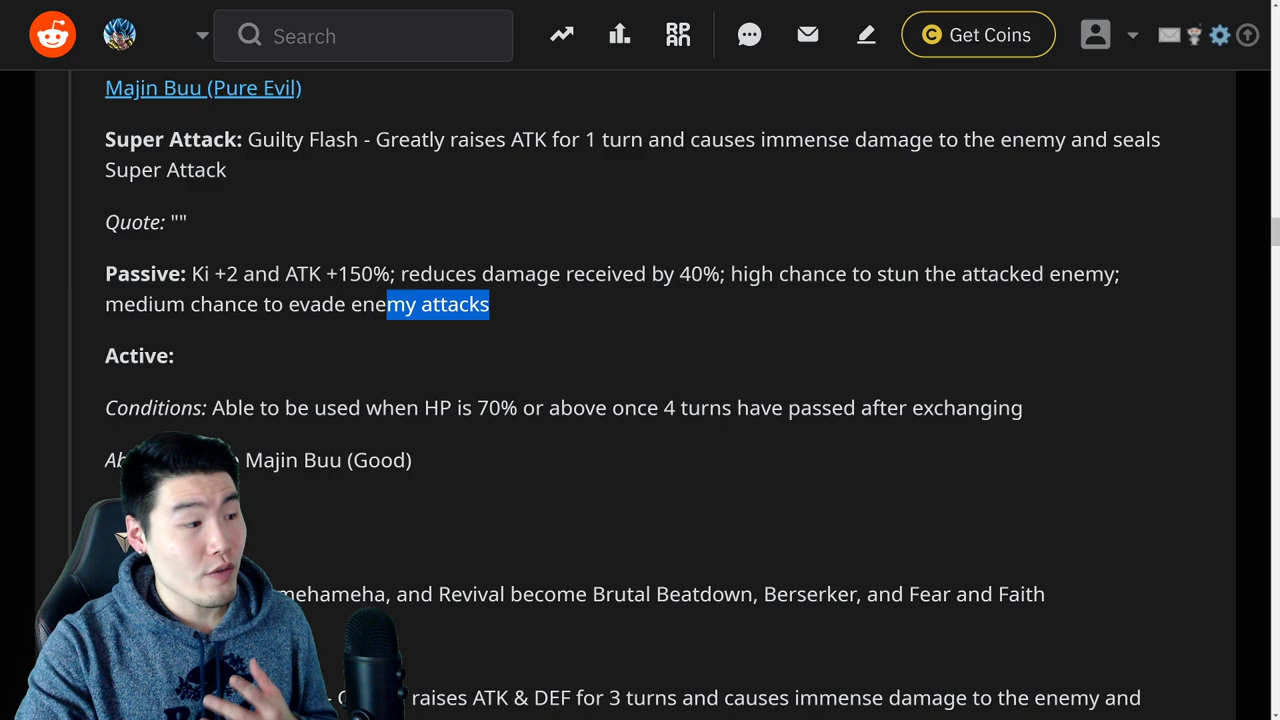 Search
RPAN
Get Coins
Majin Buu (Pure Evil)
Super Attack: Guilty Flash - Greatly raises ATK for 1 turn and causes immense damage to the enemy and seals
Super Attack
Quote: ""
Passive: Ki +2 and ATK +150%; reduces damage received by 40%; high chance to stun the attacked enemy;
medium chance to evade enemy attacks
Active:
Conditions: Able to be used when HP is 70% or above once 4 turns have passed after exchanging
Majin Buu (Good)
and Revival become Brutal Beatdown, Berserker, and Fear and Faith
raises ATK & DEF for 3 turns and causes immense damage to the enemy and